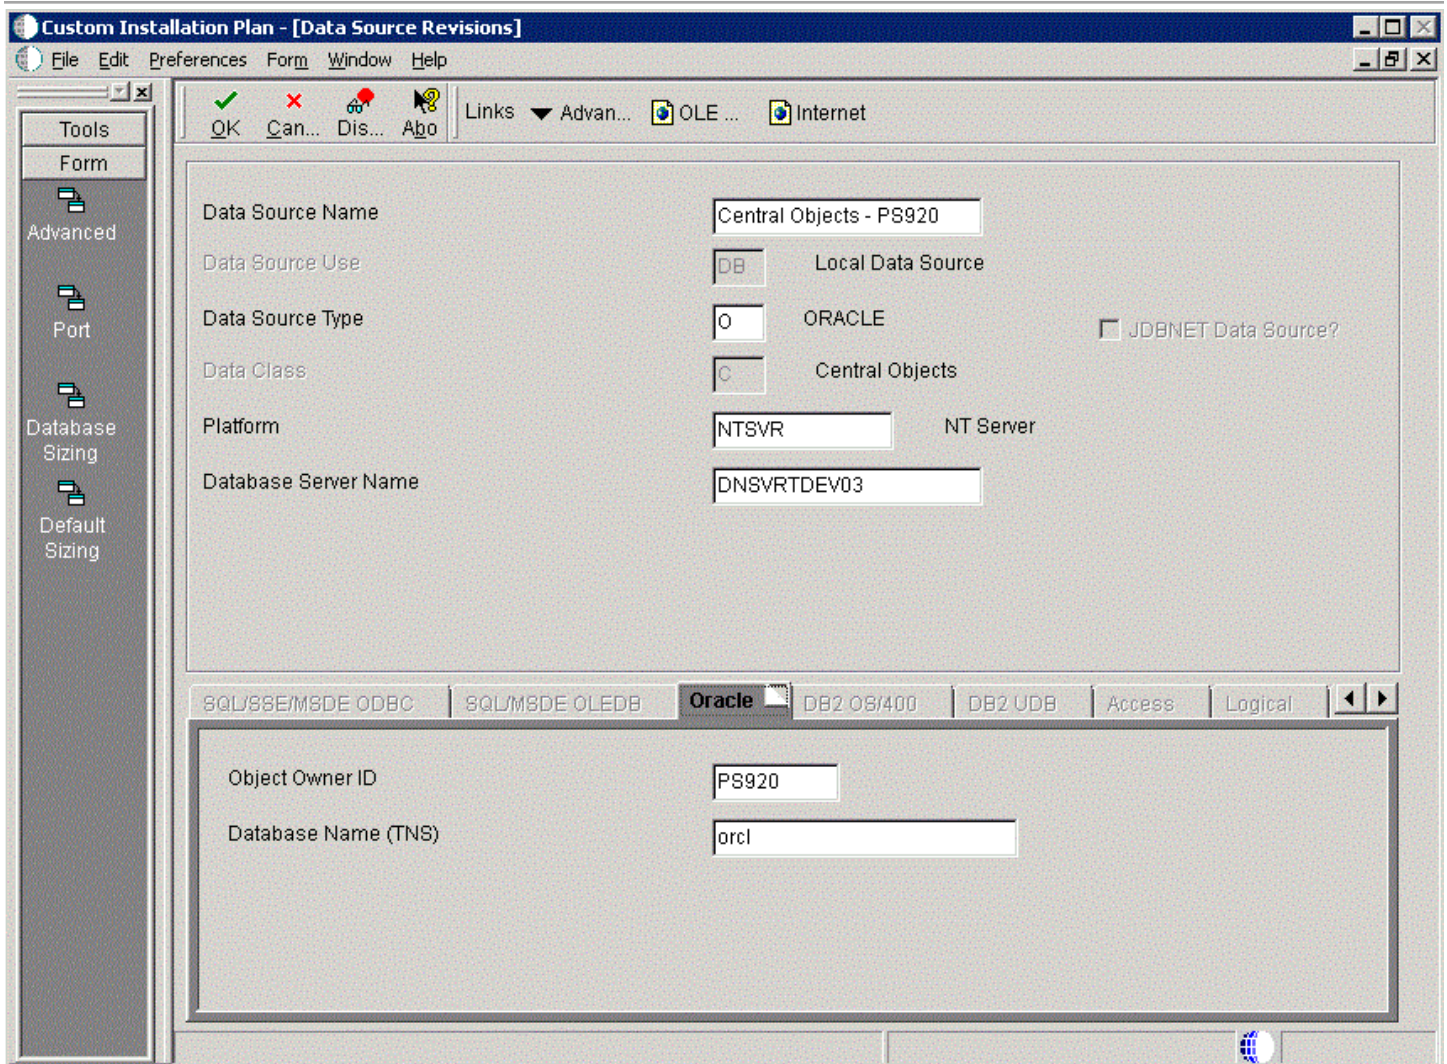 Custom Installation Plan - [Data Source Revisions]
File Edit Preferences Form Window Help
Tools
Form
Advanced
Port
Database
Sizing
Default
Sizing
OK Can... Dis... Abo Links Advan... OLE ... Internet
Data Source Name Central Objects - PS920
Data Source Use DB Local Data Source
Data Source Type O ORACLE JDBNET Data Source?
Data Class C Central Objects
Platform NTSVR NT Server
Database Server Name DNSVRTDEV03
SQL/SSE/MSDE ODBC SQL/MSDE OLEDB Oracle DB2 OS/400 DB2 UDB Access Logical
Object Owner ID PS920
Database Name (TNS) orcl